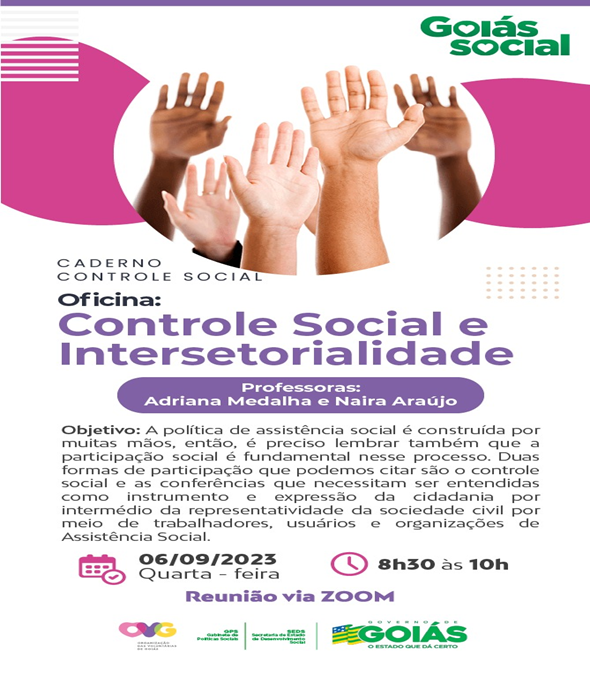 Goiás
social
CADERNO
CONTROLE SOCIAL
Oficina:
Controle Social e
Intersetorialidade
Professoras:
Adriana Medalha e Naira Araújo
Objetivo: A política de assistência social é construída por
muitas mãos, então, é preciso lembrar também que a
participação social é fundamental nesse processo. Duas
formas de participação que podemos citar são o controle
social e as conferências que necessitam ser entendidas
como instrumento e expressão da cidadania por
intermédio da representatividade da sociedade civil por
meio de trabalhadores, usuários e organizações de
Assistência Social.
06/09/2023
Quarta - feira
8h30 às 10h
Reunião via ZOOM
OVG
ORGANIZAÇÃO
DAS VOLUNTÁRIAS
DE GOIÁS
GPS
Gabinete de
Políticas Sociais
SEDS
Secretaria de Estado
de Desenvolvimento
Social
GOVERNO DE
GOIÁS
O ESTADO QUE DÁ CERTO